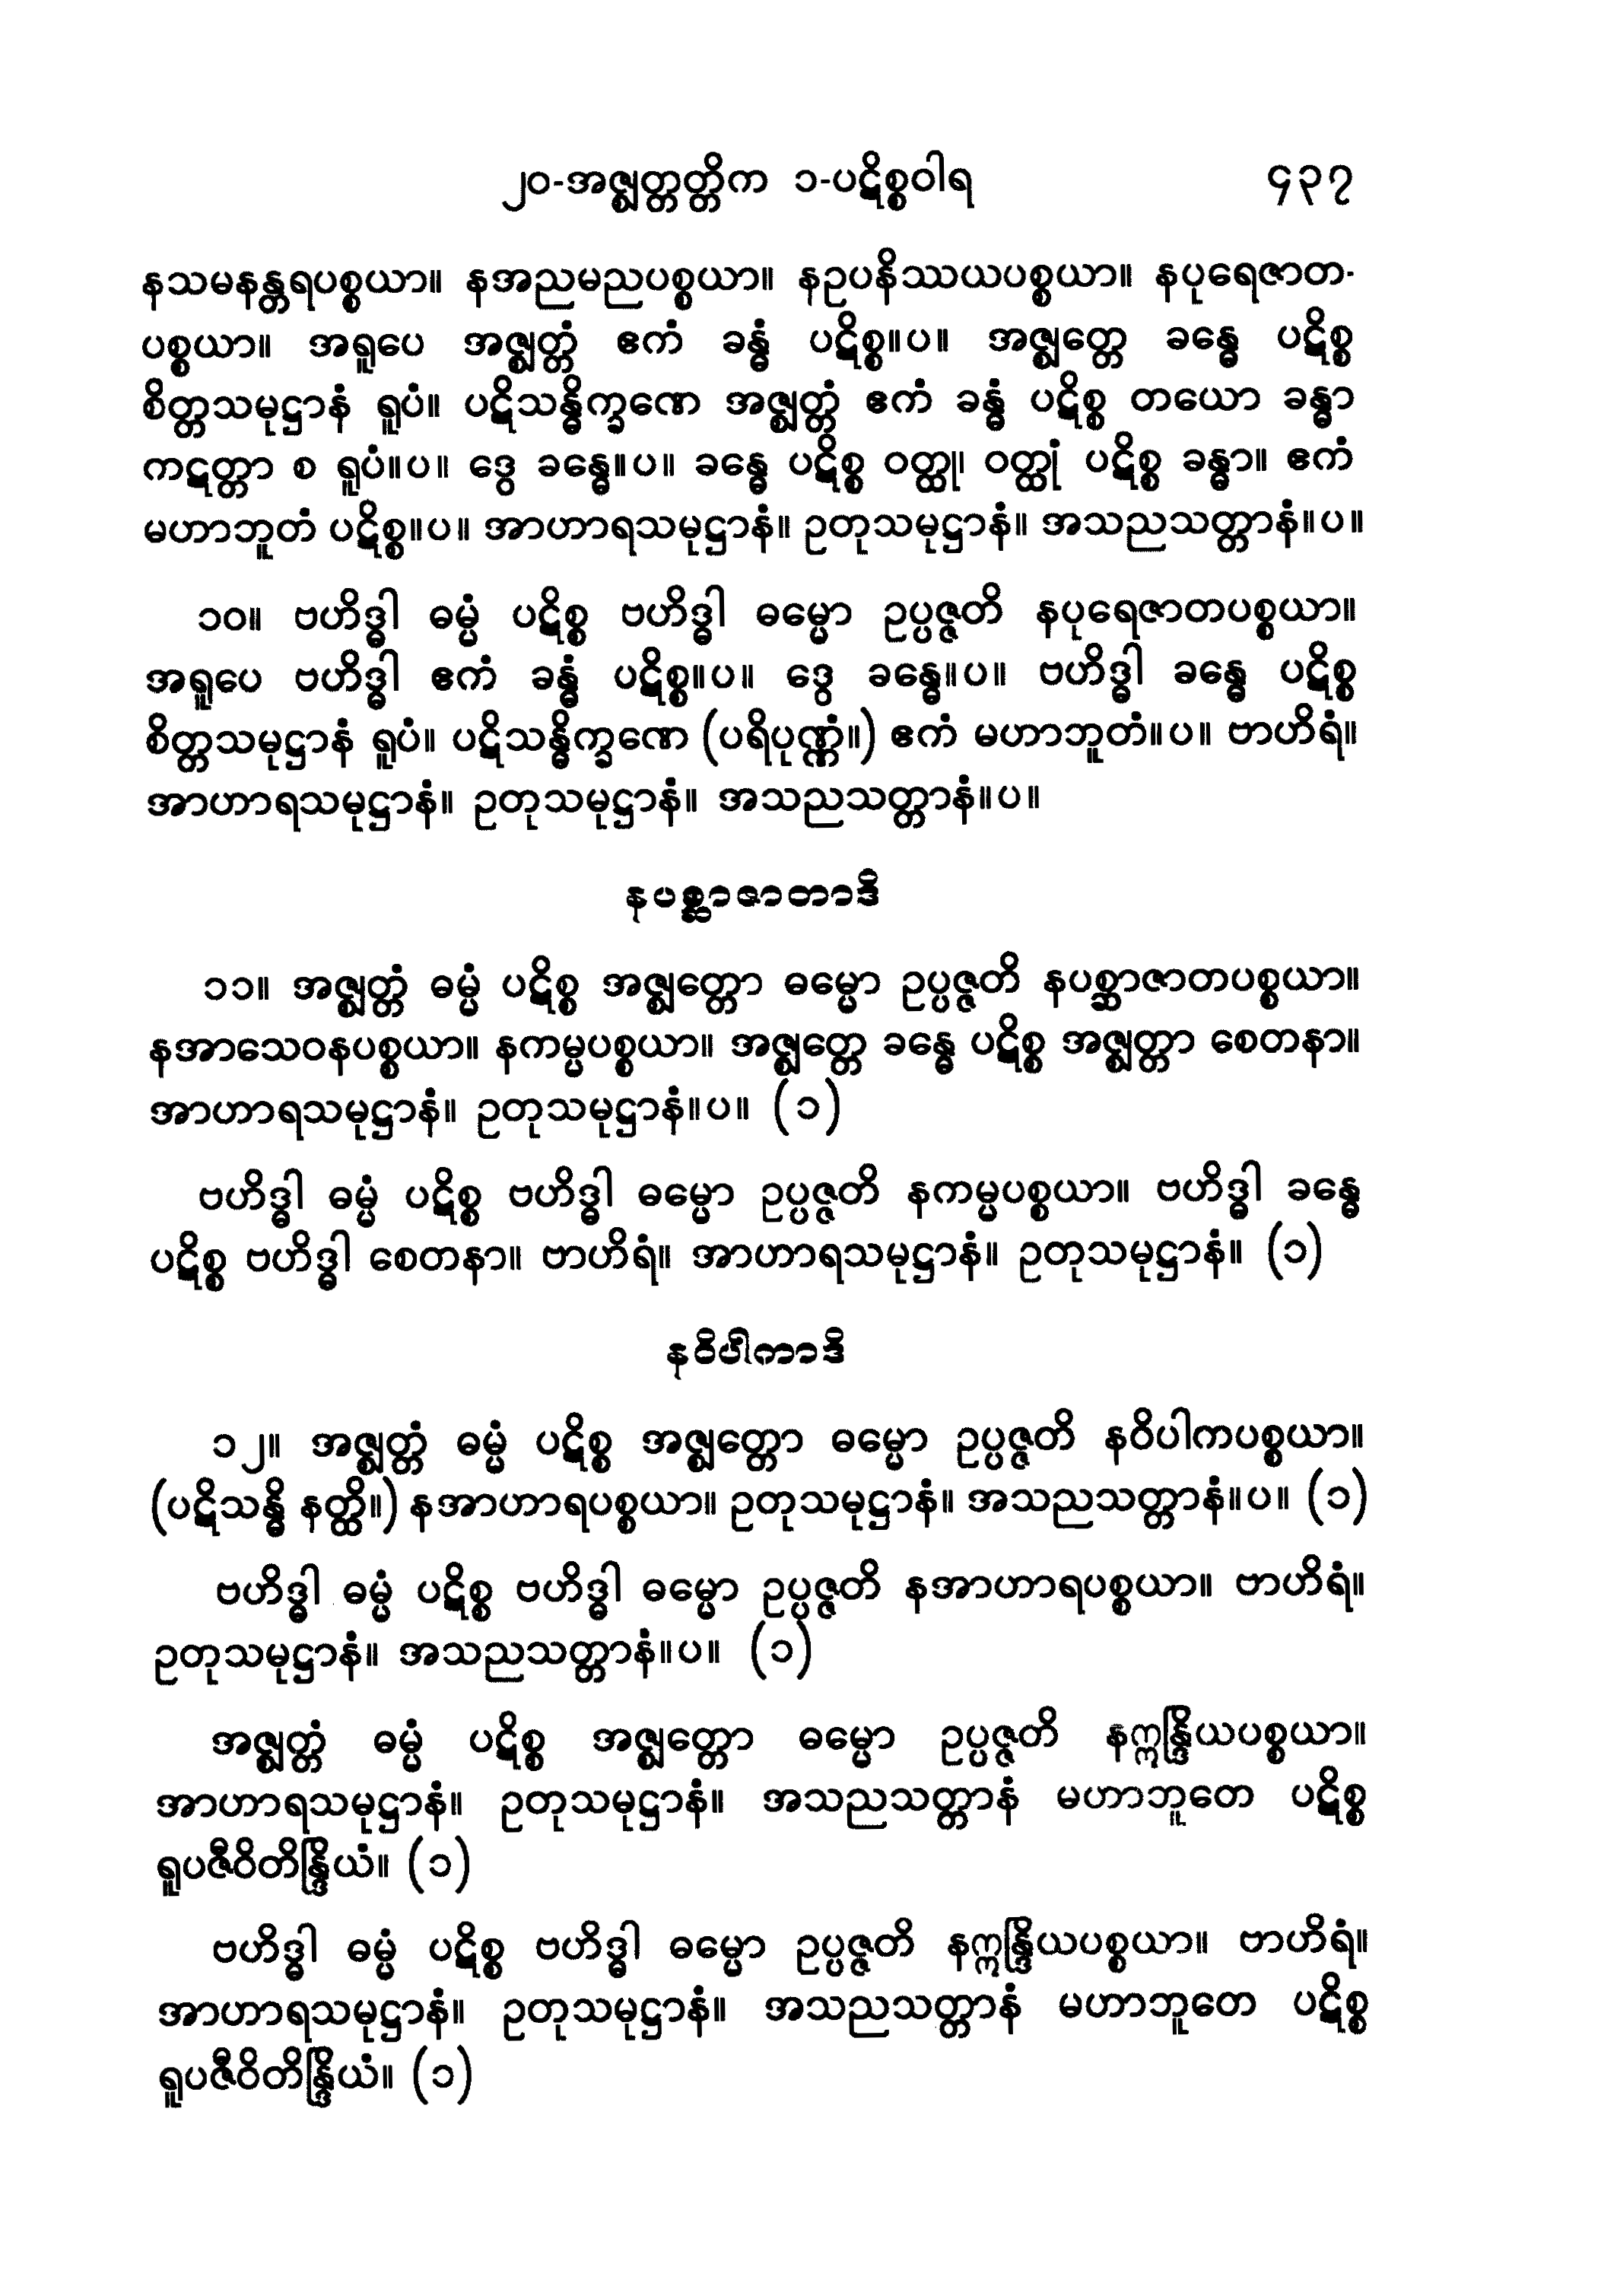 ၂၀-အဇ္ဈတ္တတ္တိက ၁-ပဋိစ္စဝါရ ၄၃၇
နသမနန္တရပစ္စယာ။ နအညမညပစ္စယာ။ နဥပနိဿယပစ္စယာ။ နပုရေဇာတ-
ပစ္စယာ။ အရူပေ အဇ္ဈတ္တံ ဧကံ ခန္ဓံ ပဋိစ္စ။ပ။ အဇ္ဈတ္တေ ခန္ဓေ ပဋိစ္စ
စိတ္တသမုဋ္ဌာနံ ရူပံ။ ပဋိသန္ဓိက္ခဏေ အဇ္ဈတ္တံ ဧကံ ခန္ဓံ ပဋိစ္စ တယော ခန္ဓာ
ကဋတ္တာ စ ရူပံ။ပ။ ဒွေ ခန္ဓေ။ပ။ ခန္ဓေ ပဋိစ္စ ဝတ္ထု၊ ဝတ္ထုံ ပဋိစ္စ ခန္ဓာ။ ဧကံ
မဟာဘူတံ ပဋိစ္စ။ပ။ အာဟာရသမုဋ္ဌာနံ။ ဥတုသမုဋ္ဌာနံ။ အသညသတ္တာနံ။ပ။
၁၀။ ဗဟိဒ္ဓါ ဓမ္မံ ပဋိစ္စ ဗဟိဒ္ဓါ ဓမ္မော ဥပ္ပဇ္ဇတိ နပုရေဇာတပစ္စယာ။
အရူပေ ဗဟိဒ္ဓါ ဧကံ ခန္ဓံ ပဋိစ္စ။ပ။ ဒွေ ခန္ဓေ။ပ။ ဗဟိဒ္ဓါ ခန္ဓေ ပဋိစ္စ
စိတ္တသမုဋ္ဌာနံ ရူပံ။ ပဋိသန္ဓိက္ခဏေ (ပရိပုဏ္ဏံ။) ဧကံ မဟာဘူတံ။ပ။ ဗာဟိရံ။
အာဟာရသမုဋ္ဌာနံ။ ဥတုသမုဋ္ဌာနံ။ အသညသတ္တာနံ။ပ။
နပစ္ဆာဇာတာဒိ
၁၁။ အဇ္ဈတ္တံ ဓမ္မံ ပဋိစ္စ အဇ္ဈတ္တော ဓမ္မော ဥပ္ပဇ္ဇတိ နပစ္ဆာဇာတပစ္စယာ။
နအာသေဝနပစ္စယာ။ နကမ္မပစ္စယာ။ အဇ္ဈတ္တေ ခန္ဓေ ပဋိစ္စ အဇ္ဈတ္တာ စေတနာ။
အာဟာရသမုဋ္ဌာနံ။ ဥတုသမုဋ္ဌာနံ။ပ။ (၁)
ဗဟိဒ္ဓါ ဓမ္မံ ပဋိစ္စ ဗဟိဒ္ဓါ ဓမ္မော ဥပ္ပဇ္ဇတိ နကမ္မပစ္စယာ။ ဗဟိဒ္ဓါ ခန္ဓေ
ပဋိစ္စ ဗဟိဒ္ဓါ စေတနာ။ ဗာဟိရံ။ အာဟာရသမုဋ္ဌာနံ။ ဥတုသမုဋ္ဌာနံ။ (၁)
နဝိပါကာဒိ
၁၂။ အဇ္ဈတ္တံ ဓမ္မံ ပဋိစ္စ အဇ္ဈတ္တော ဓမ္မော ဥပ္ပဇ္ဇတိ နဝိပါကပစ္စယာ။
(ပဋိသန္ဓိ နတ္ထိ။) နအာဟာရပစ္စယာ။ ဥတုသမုဋ္ဌာနံ။ အသညသတ္တာနံ။ပ။ (၁)
ဗဟိဒ္ဓါ ဓမ္မံ ပဋိစ္စ ဗဟိဒ္ဓါ ဓမ္မော ဥပ္ပဇ္ဇတိ နအာဟာရပစ္စယာ။ ဗာဟိရံ။
ဥတုသမုဋ္ဌာနံ။ အသညသတ္တာနံ။ပ။ (၁)
အဇ္ဈတ္တံ ဓမ္မံ ပဋိစ္စ အဇ္ဈတ္တော ဓမ္မော ဥပ္ပဇ္ဇတိ နဣန္ဒြိယပစ္စယာ။
အာဟာရသမုဋ္ဌာနံ။ ဥတုသမုဋ္ဌာနံ။ အသညသတ္တာနံ မဟာဘူတေ ပဋိစ္စ
ရူပဇီဝိတိန္ဒြိယံ။ (၁)
ဗဟိဒ္ဓါ ဓမ္မံ ပဋိစ္စ ဗဟိဒ္ဓါ ဓမ္မော ဥပ္ပဇ္ဇတိ နဣန္ဒြိယပစ္စယာ။ ဗာဟိရံ။
အာဟာရသမုဋ္ဌာနံ။ ဥတုသမုဋ္ဌာနံ။ အသညသတ္တာနံ မဟာဘူတေ ပဋိစ္စ
ရူပဇီဝိတိန္ဒြိယံ။ (၁)